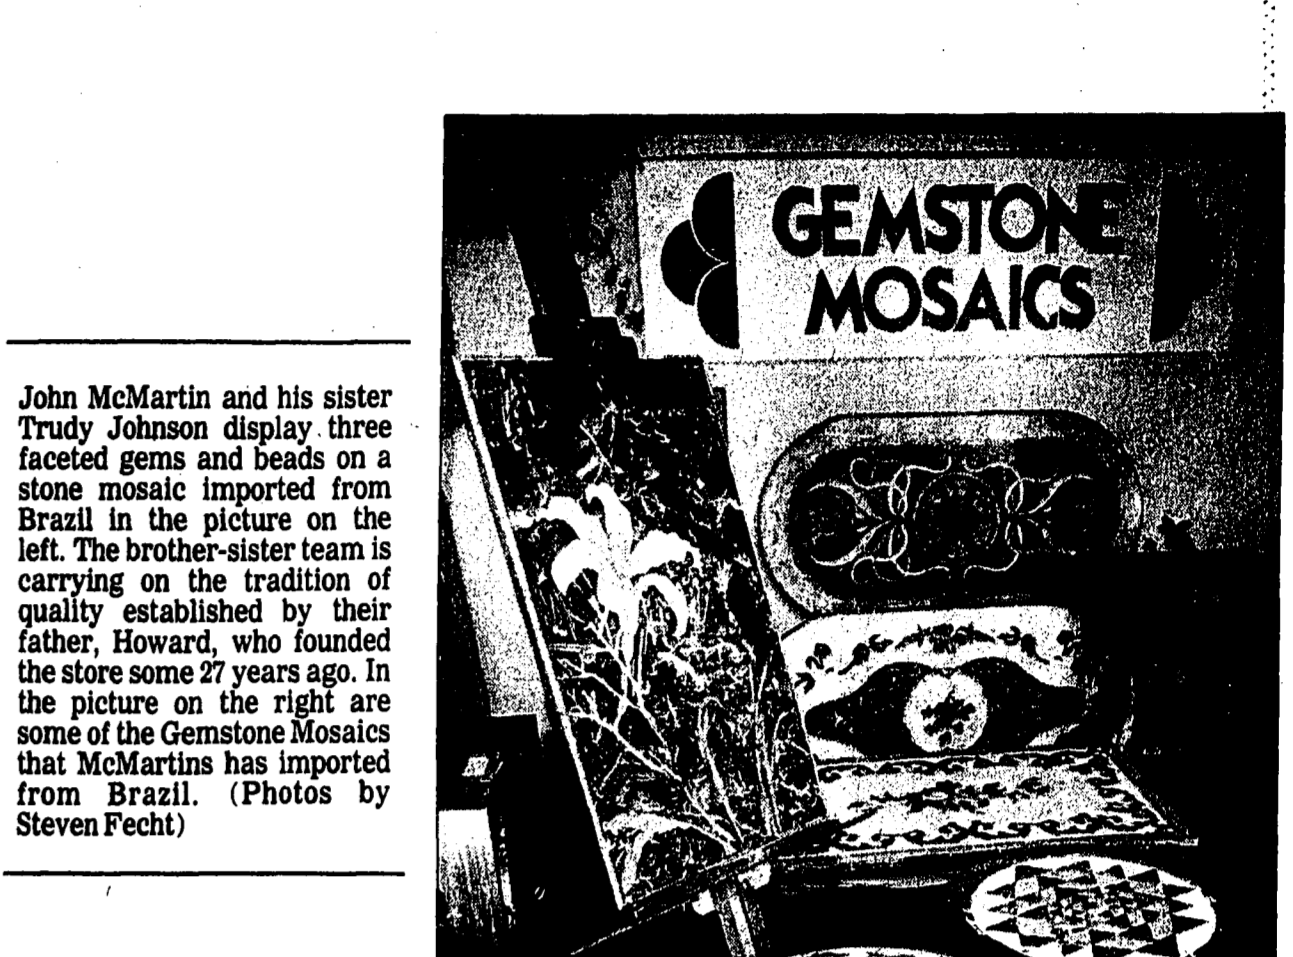 John McMartin and his sister
Trudy Johnson display three
faceted gems and beads on a
stone mosaic imported from
Brazil in the picture on the
left. The brother-sister team is
carrying on the tradition of
quality established by their
father, Howard, who founded
the store some 27 years ago. In
the picture on the right are
some of the Gemstone Mosaics
that McMartins has imported
from Brazil. (Photos by
Steven Fecht)
GEMSTONE
MOSAICS